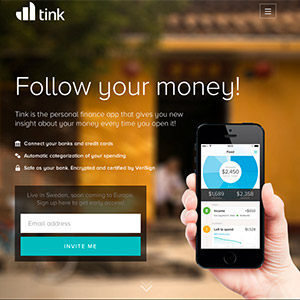 tink
Follow your money!
Tink is the personal finance app that gives you new
insight about your money every time you open it!
Connect your banks and credit cards
Automatic categorization of your spending
Safe as your bank. Encrypted and certified by VeriSign
Live in Sweden, soon coming to Europe.
Sign up here to get early access!
Email address
INVITE ME
Food
$2,450
$1,689
$2,358
Income
+$850
Left to spend